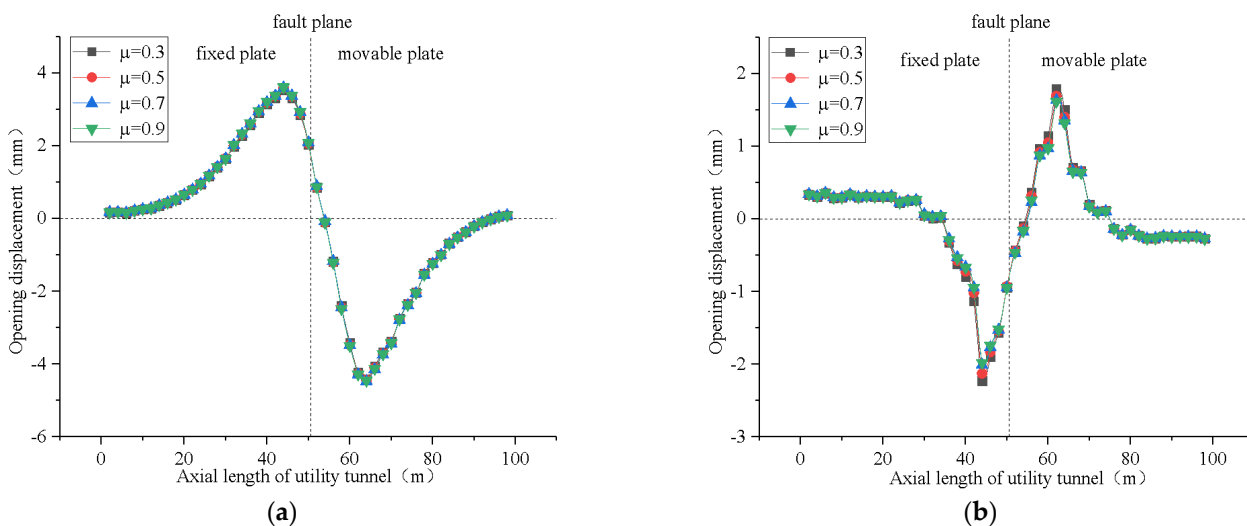 fault plane
fixed plate
movable plate
μ=0.3
μ=0.5
μ=0.7
μ=0.9
Opening displacement（mm）
4
2
0
-2
-4
-6
0
20
40
60
80
100
Axial length of utility tunnel（m）
(a)
fault plane
fixed plate
movable plate
μ=0.3
μ=0.5
μ=0.7
μ=0.9
Opening displacement（mm）
2
1
0
-1
-2
-3
0
20
40
60
80
100
Axial length of utility tunnel（m）
(b)